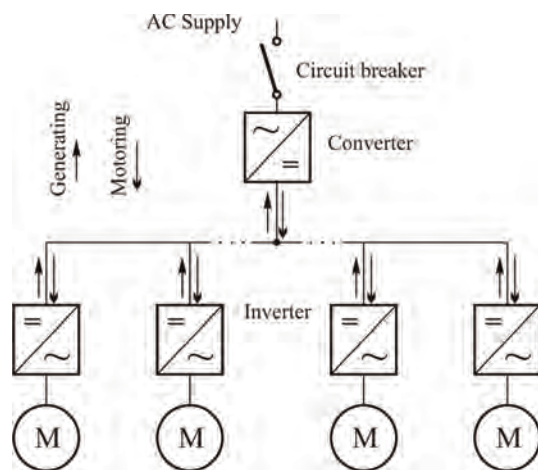 AC Supply
Circuit breaker
Generating
Motoring
~
=
Converter
=
~
=
~
Inverter
=
~
=
~
M
M
M
M